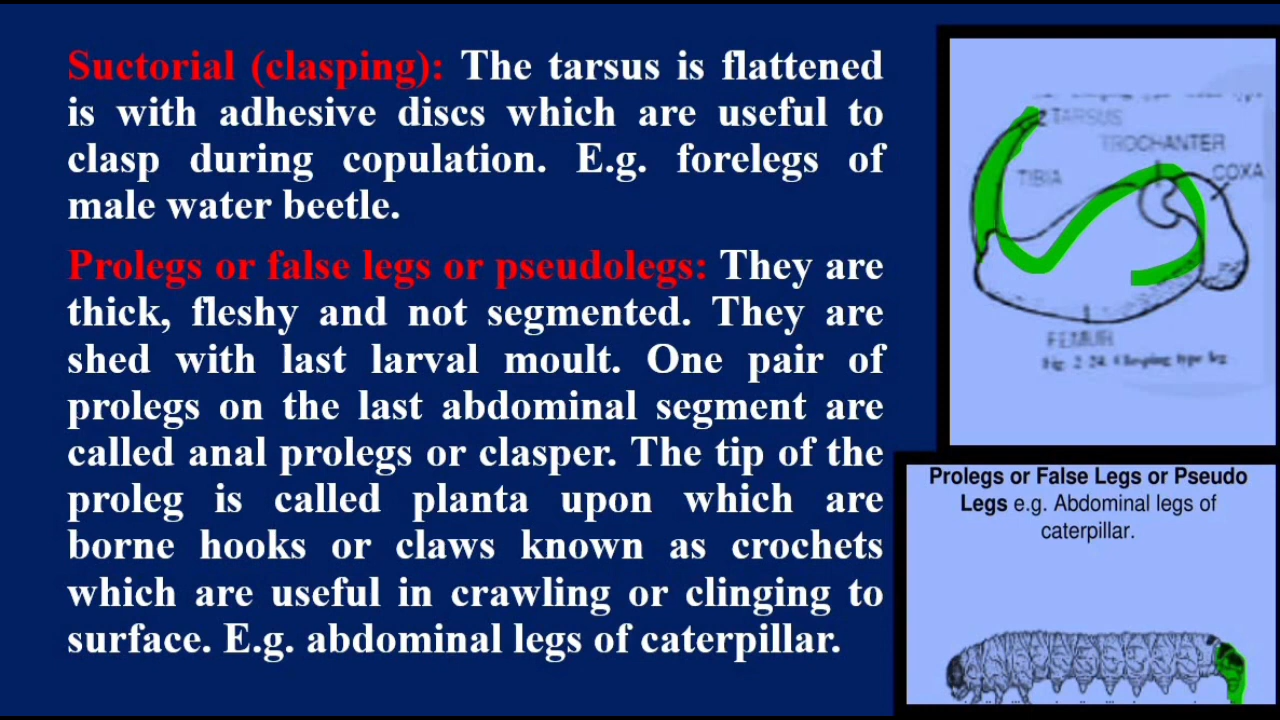 Suctorial (clasping): The tarsus is flattened
is with adhesive discs which are useful to
clasp during copulation. E.g. forelegs of
male water beetle.
Prolegs or false legs or pseudolegs: They are
thick, fleshy and not segmented. They are
shed with last larval moult. One pair of
prolegs on the last abdominal segment are
called anal prolegs or clasper. The tip of the
proleg is called planta upon which are
borne hooks or claws known as crochets
which are useful in crawling or clinging to
surface. E.g. abdominal legs of caterpillar.
TARSUS
TROCHANTER
TIBIA
COXA
FEMUR
Clasping type leg
Prolegs or False Legs or Pseudo
Legs e.g. Abdominal legs of
caterpillar.